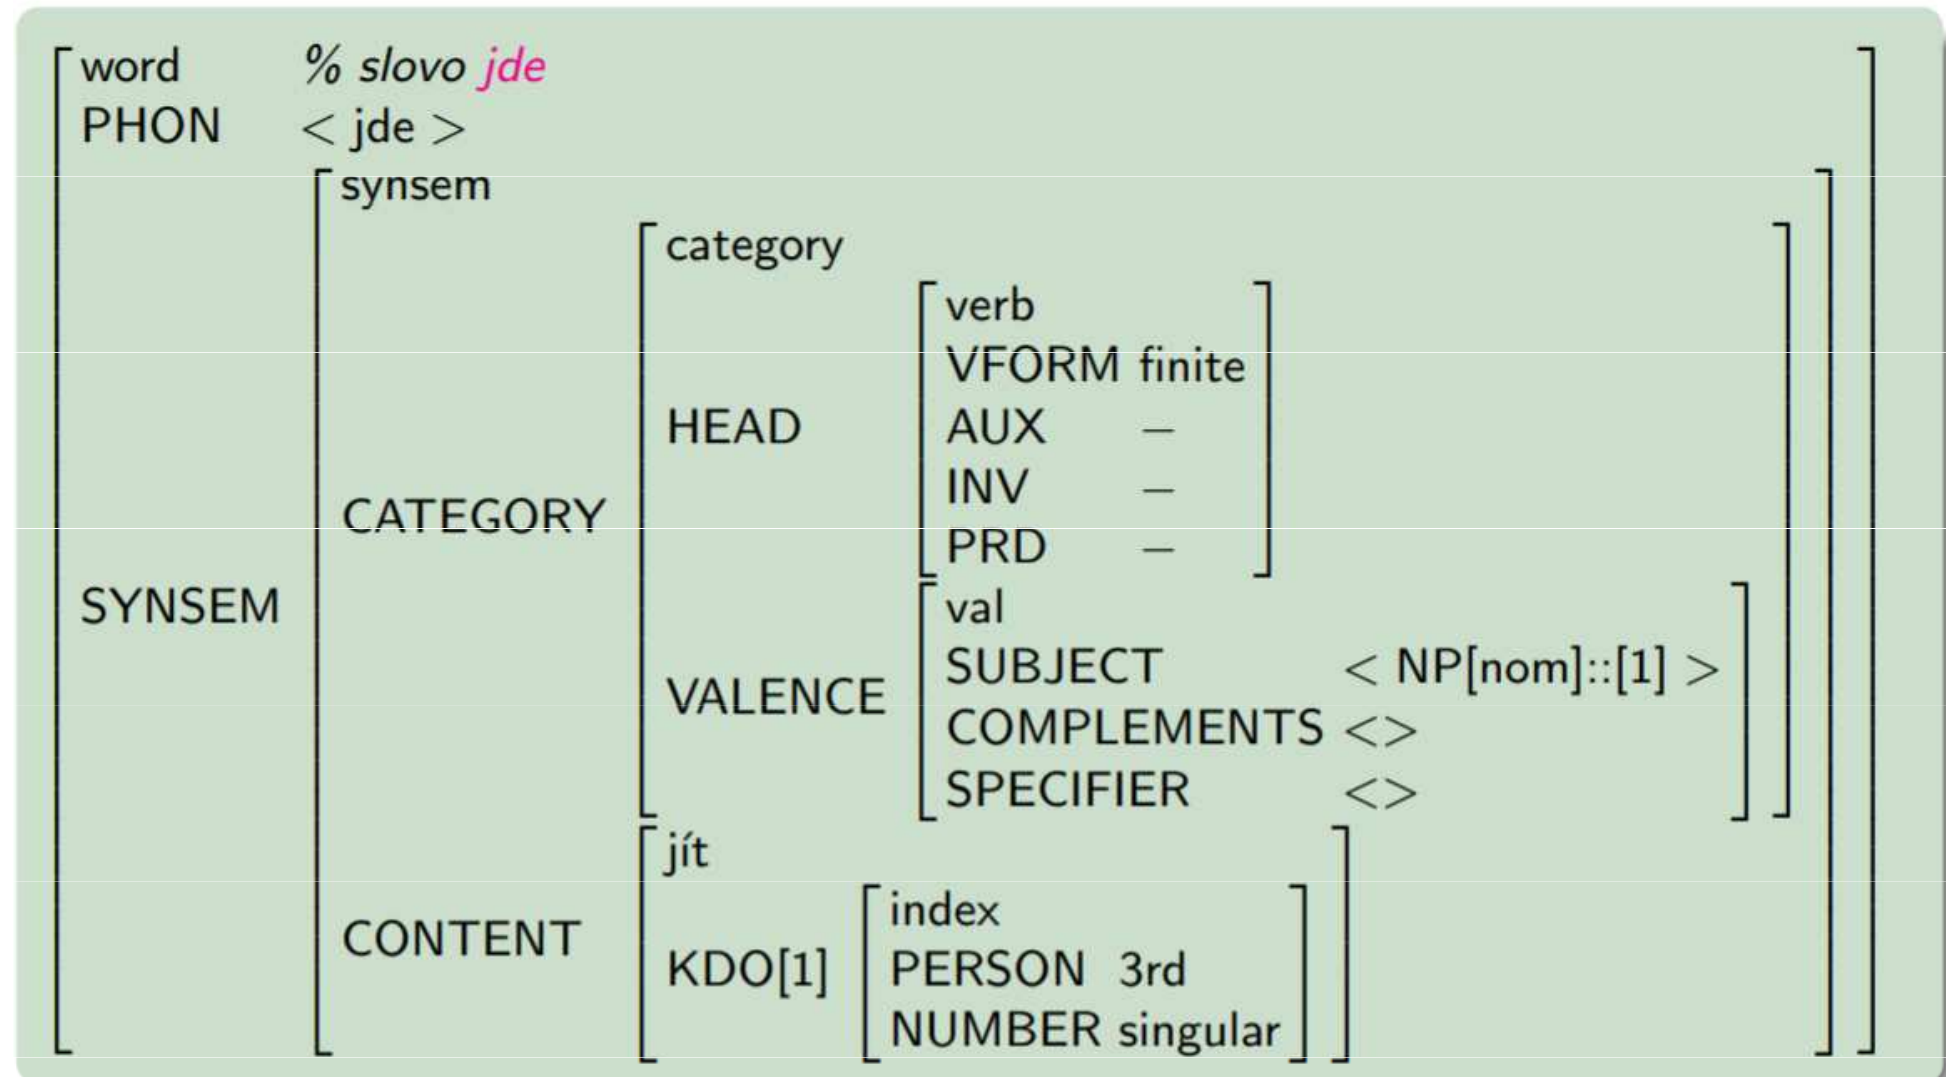 word % slovo jde
PHON < jde >
synsem
category
verb
VFORM finite
HEAD AUX –
INV –
CATEGORY
PRD –
SYNSEM
val
SUBJECT < NP[nom]::[1] >
VALENCE
COMPLEMENTS <>
SPECIFIER <>
jít
index
CONTENT
KDO[1] PERSON 3rd
NUMBER singular